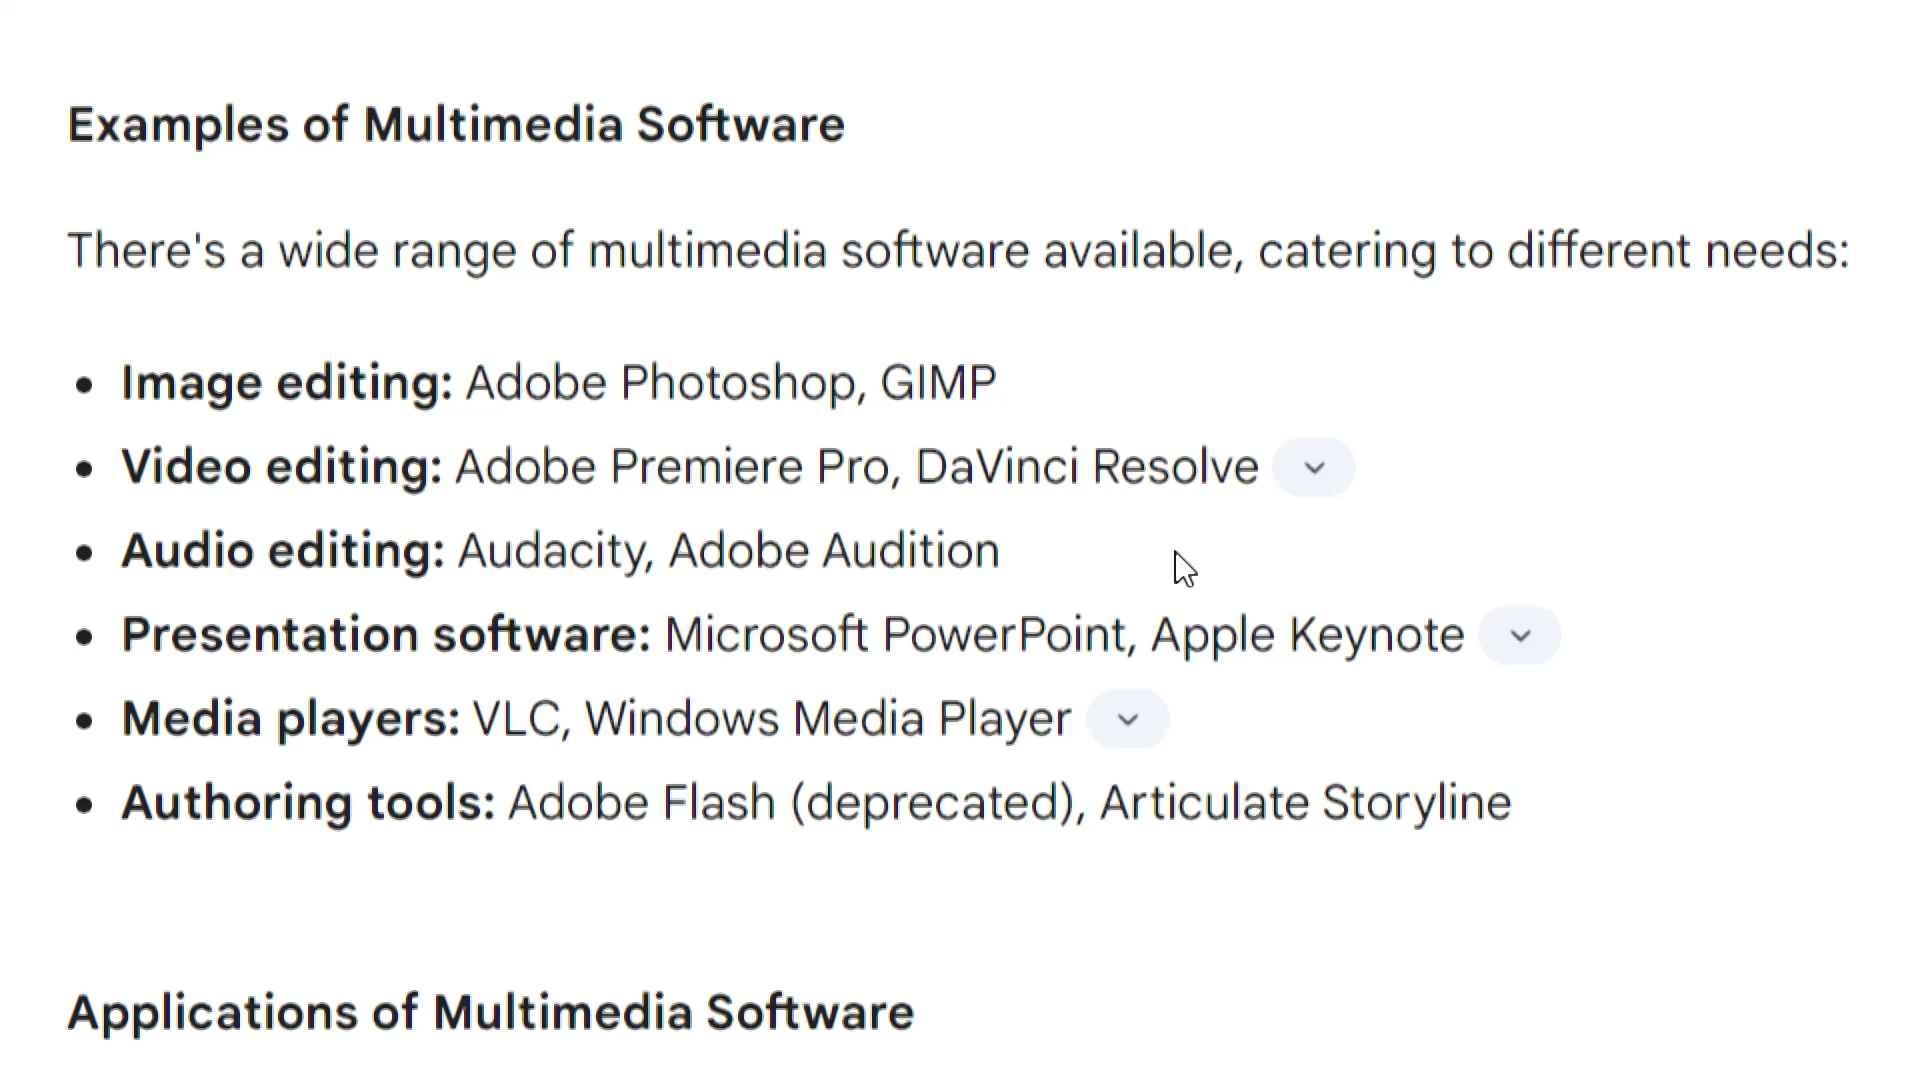 Examples of Multimedia Software
There's a wide range of multimedia software available, catering to different needs:
• Image editing: Adobe Photoshop, GIMP
• Video editing: Adobe Premiere Pro, DaVinci Resolve
• Audio editing: Audacity, Adobe Audition
• Presentation software: Microsoft PowerPoint, Apple Keynote
• Media players: VLC, Windows Media Player
• Authoring tools: Adobe Flash (deprecated), Articulate Storyline
Applications of Multimedia Software